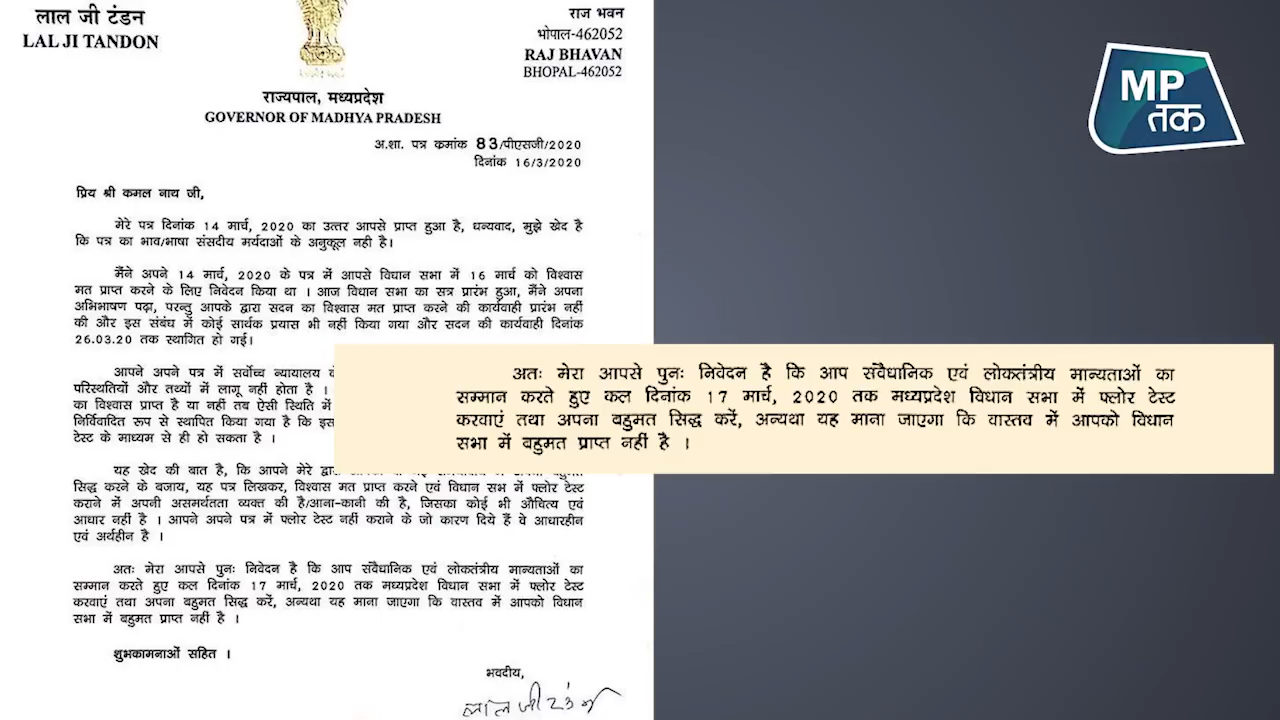 लाल जी टंडन
LAL JI TANDON
राज भवन
भोपाल-462052
RAJ BHAVAN
BHOPAL-462052
राज्यपाल, मध्यप्रदेश
GOVERNOR OF MADHYA PRADESH
अ.शा. पत्र कमांक 83/पीएसजी/2020
दिनांक 16/3/2020
प्रिय श्री कमल नाथ जी,
मेरे पत्र दिनांक 14 मार्च, 2020 का उत्तर आपसे प्राप्त हुआ है, धन्यवाद, मुझे खेद है
कि पत्र का भाव/भाषा संसदीय मर्यदाओं के अनुकूल नही है।
मैंने अपने 14 मार्च, 2020 के पत्र में आपसे विधान सभा में 16 मार्च को विश्वास
मत प्राप्त करने के लिए निवेदन किया था । आज विधान सभा का सत्र प्रारंभ हुआ, मैंने अपना
अभिभाषण पढ़ा, परन्तु आपके द्वारा सदन का विश्वास मत प्राप्त करने की कार्यवाही प्रारंभ नहीं
की और इस संबंध में कोई सार्थक प्रयास भी नहीं किया गया और सदन की कार्यवाही दिनांक
26.03.20 तक स्थागित हो गई।
आपने अपने पत्र में सर्वोच्च न्यायालय
परिस्थतियों और तथ्यों में लागू नहीं होता है ।
का विश्वास प्राप्त है या नहीं तब ऐसी स्थिति में
निर्विवादित रूप से स्थापित किया गया है कि इस
टेस्ट के माध्यम से ही हो सकता है ।
यह खेद की बात है, कि आपने मेरे द्वारा
सिद्ध करने के बजाय, यह पत्र लिखकर, विश्वास मत प्राप्त करने एवं विधान सभ में फ्लोर टेस्ट
कराने में अपनी असमर्थतता व्यक्त की है/आना-कानी की है, जिसका कोई भी औचित्य एवं
आधार नहीं है । आपने अपने पत्र में फ्लोर टेस्ट नहीं कराने के जो कारण दिये हैं वे आधारहीन
एवं अर्थहीन है ।
अतः मेरा आपसे पुनः निवेदन है कि आप संवैधानिक एवं लोकतंत्रीय मान्यताओं का
सम्मान करते हुए कल दिनांक 17 मार्च, 2020 तक मध्यप्रदेश विधान सभा में फ्लोर टेस्ट
करवाएं तथा अपना बहुमत सिद्ध करें, अन्यथा यह माना जाएगा कि वास्तव में आपको विधान
सभा में बहुमत प्राप्त नहीं है ।
शुभकामनाओं सहित ।
भवदीय,
लाल जी टंडन
अतः मेरा आपसे पुनः निवेदन है कि आप संवैधानिक एवं लोकतंत्रीय मान्यताओं का
सम्मान करते हुए कल दिनांक 17 मार्च, 2020 तक मध्यप्रदेश विधान सभा में फ्लोर टेस्ट
करवाएं तथा अपना बहुमत सिद्ध करें, अन्यथा यह माना जाएगा कि वास्तव में आपको विधान
सभा में बहुमत प्राप्त नहीं है ।
MP
तक